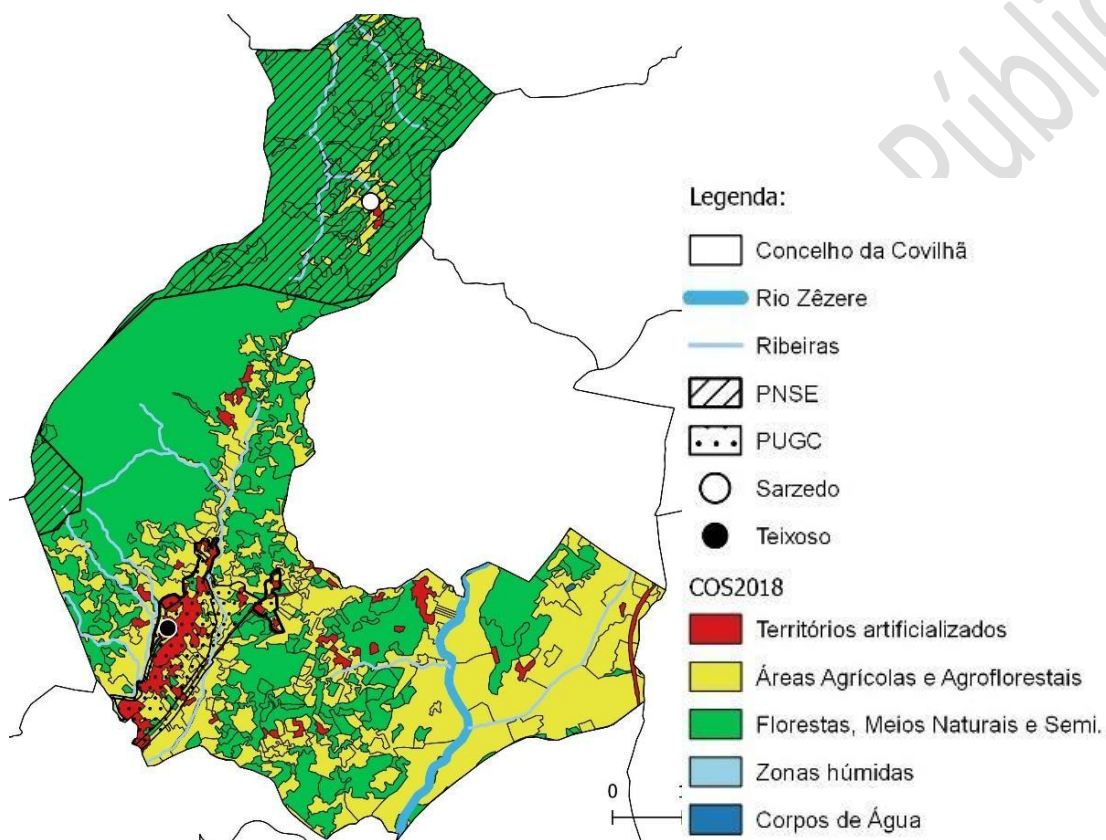 Públic
Legenda:
Concelho da Covilhã
Rio Zêzere
Ribeiras
PNSE
PUGC
Sarzedo
Teixoso
COS2018
Territórios artificializados
Áreas Agrícolas e Agroflorestais
Florestas, Meios Naturais e Semi.
Zonas húmidas
Corpos de Água
0